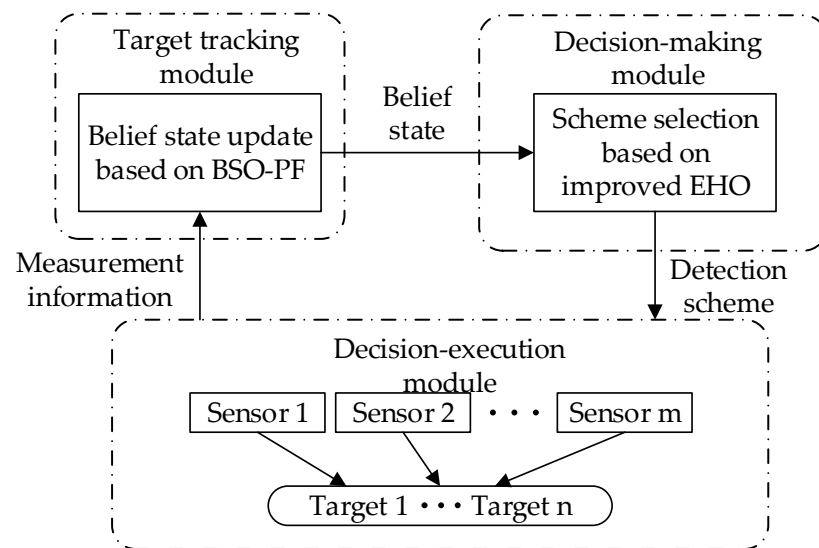 Target tracking
module
Belief state update
based on BSO-PF
Belief
state
Decision-making
module
Scheme selection
based on
improved EHO
Measurement
information
Detection
scheme
Decision-execution
module
Sensor 1
Sensor 2
···
Sensor m
Target 1 ··· Target n